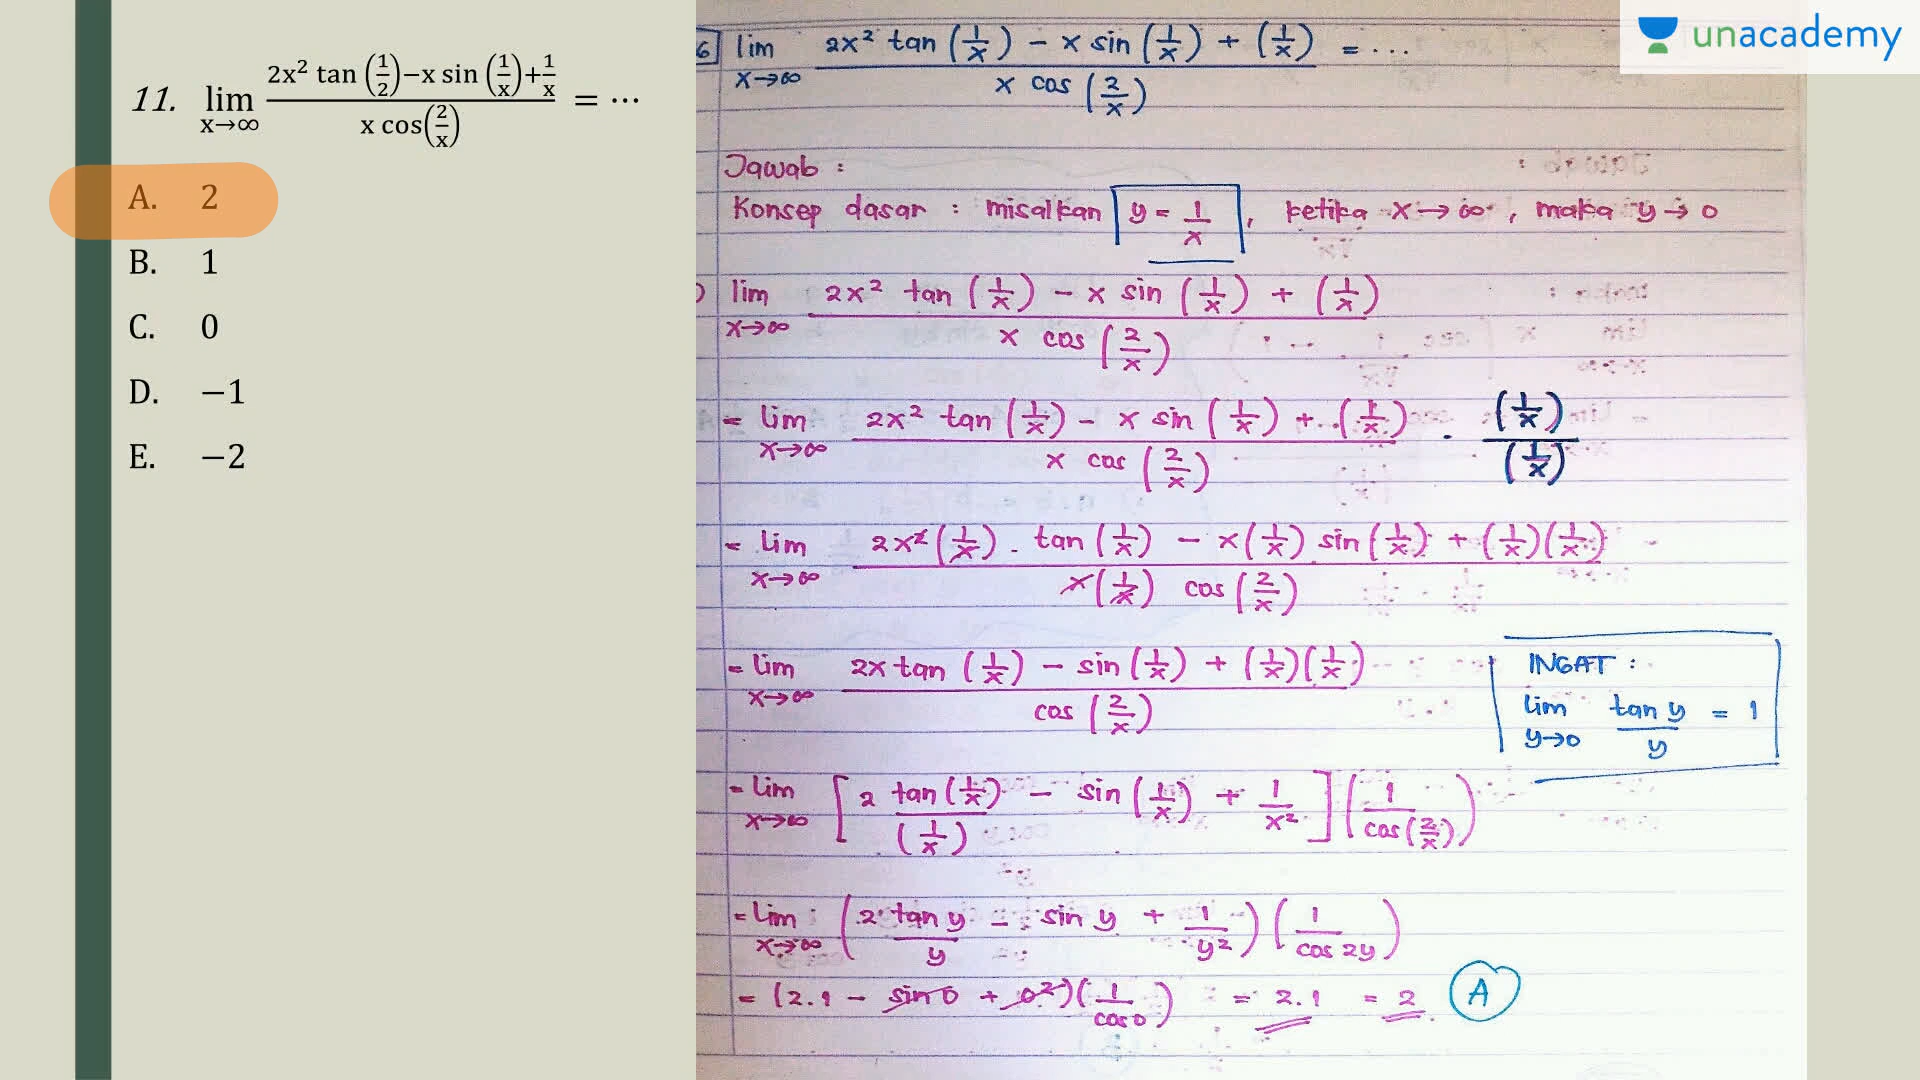 11. lim x→∞ (2x² tan (1/2) − x sin (1/x) + 1/x) / (x cos(2/x)) = ⋯
A. 2
B. 1
C. 0
D. −1
E. −2
unacademy
6 lim x→∞ (2x² tan (1/x) − x sin (1/x) + (1/x)) / (x cos (2/x)) = ...
Jawab :
Konsep dasar : misalkan y = 1/x , ketika x→∞ , maka y→0
lim x→∞ (2x² tan (1/x) − x sin (1/x) + (1/x)) / (x cos (2/x))
= lim x→∞ (2x² tan (1/x) − x sin (1/x) + (1/x)) / (x cos (2/x)) . (1/x) / (1/x)
= lim x→∞ (2x² (1/x) . tan (1/x) − x (1/x) sin (1/x) + (1/x)(1/x)) / (x (1/x) cos (2/x))
= lim x→∞ (2x tan (1/x) − sin (1/x) + (1/x)(1/x)) / (cos (2/x))
INGAT :
lim y→0 tan y / y = 1
= lim x→∞ [2 tan (1/x) / (1/x) − sin (1/x) + 1/x²] (1 / cos (2/x))
= lim x→∞ (2 tan y / y − sin y + 1/y²) (1 / cos 2y)
= (2.1 − sin 0 + 0²) (1 / cos 0) = 2.1 = 2 A